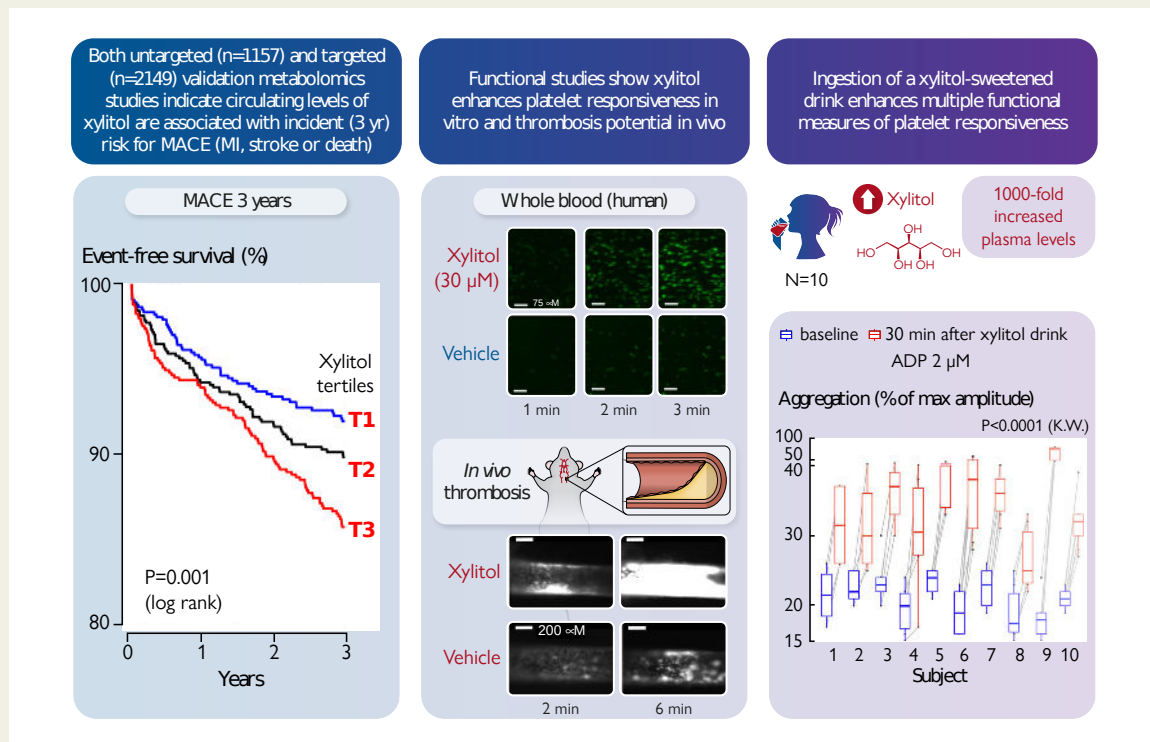 Both untargeted (n=1157) and targeted
(n=2149) validation metabolomics
studies indicate circulating levels of
xylitol are associated with incident (3 yr)
risk for MACE (MI, stroke or death)
Functional studies show xylitol
enhances platelet responsiveness in
vitro and thrombosis potential in vivo
Ingestion of a xylitol-sweetened
drink enhances multiple functional
measures of platelet responsiveness
MACE 3 years
Event-free survival (%)
100
90
80
Xylitol
tertiles
T1
T2
T3
P=0.001
(log rank)
0 1 2 3
Years
Whole blood (human)
Xylitol
(30 µM)
75 ∝M
Vehicle
1 min 2 min 3 min
In vivo
thrombosis
Xylitol
200 ∝M
Vehicle
2 min 6 min
Xylitol
OH
HO OH
OH OH
N=10
1000-fold
increased
plasma levels
baseline 30 min after xylitol drink
ADP 2 µM
Aggregation (% of max amplitude)
P<0.0001 (K.W.)
100
50
40
30
20
15
1 2 3 4 5 6 7 8 9 10
Subject